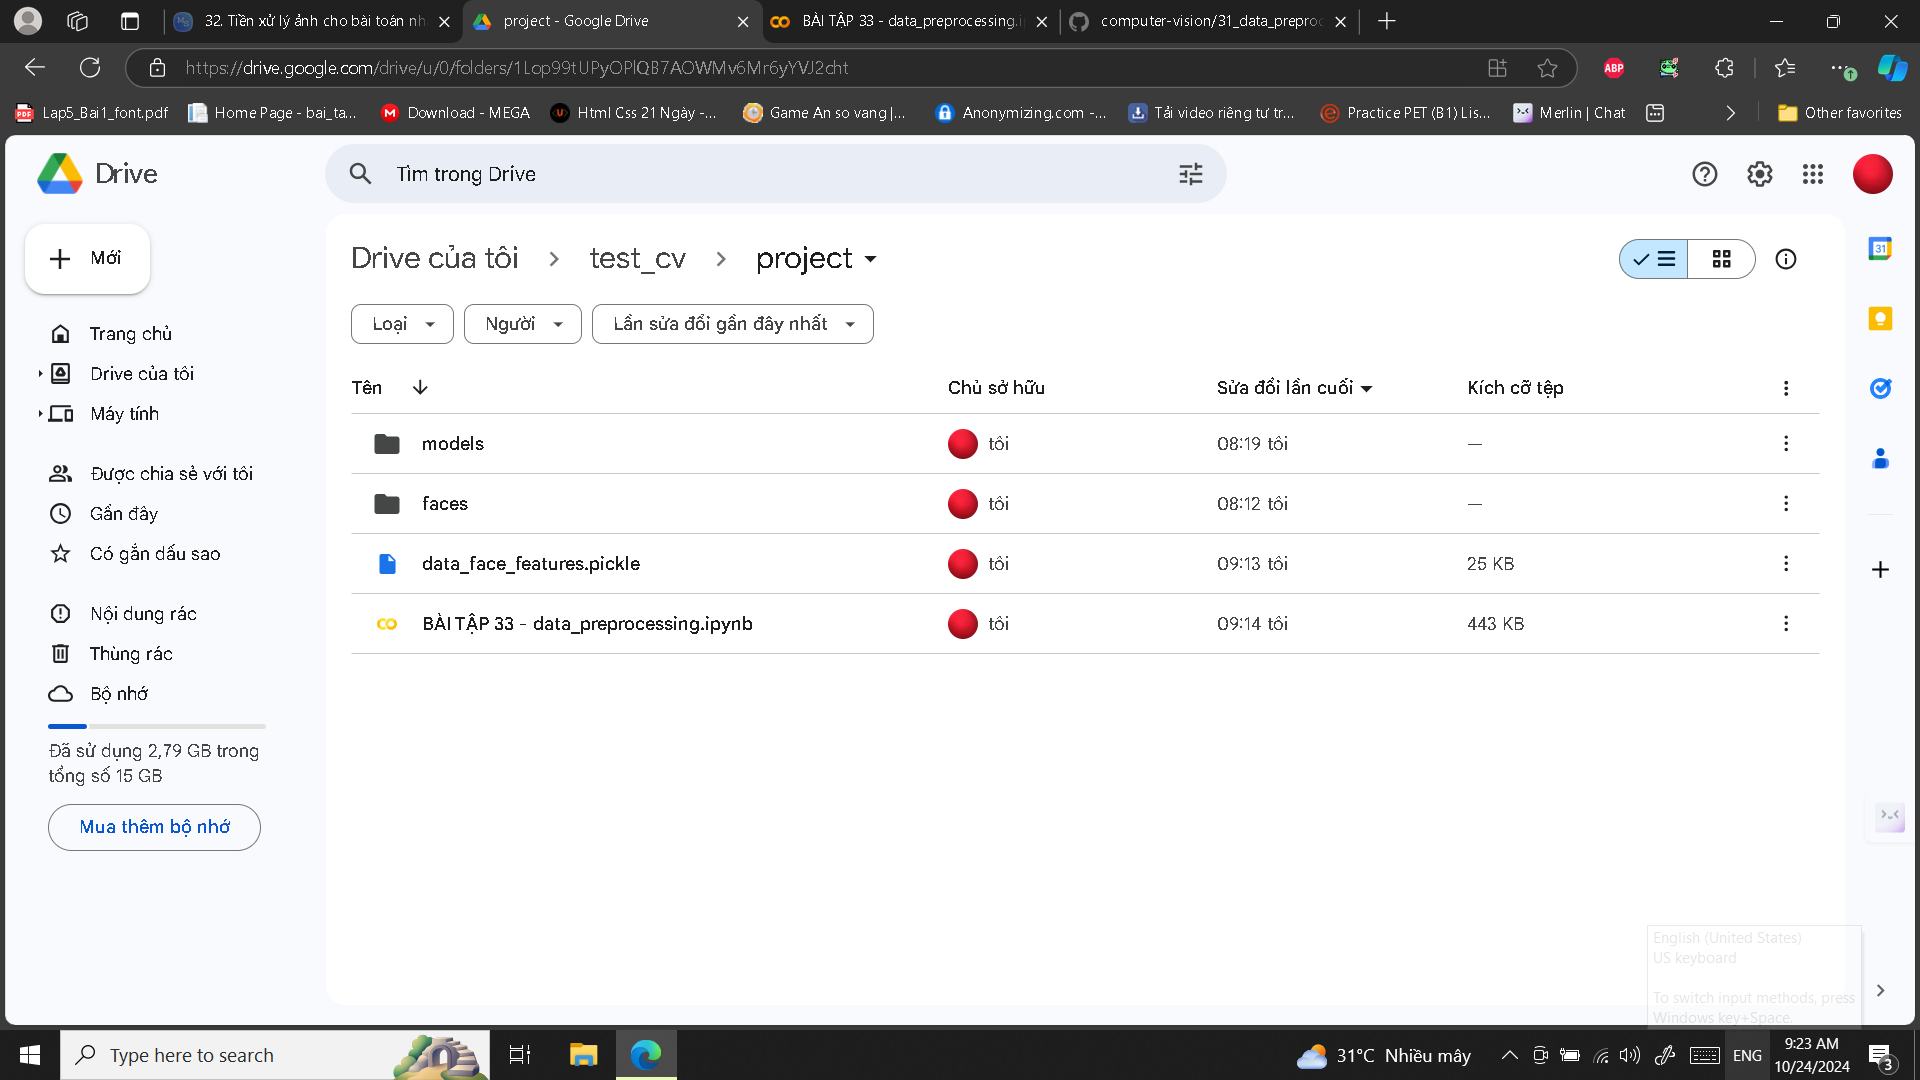 32. Tiền xử lý ảnh cho bài toán nh
project - Google Drive
BÀI TẬP 33 - data_preprocessing.i
computer-vision/31_data_preproc
https://drive.google.com/drive/u/0/folders/1Lop99tUPyOPlQB7AOWMv6Mr6yYVJ2cht
ABP
PDF
Lap5_Bai1_font.pdf
Home Page - bai_ta...
Download - MEGA
Html Css 21 Ngày -...
Game An so vang |...
Anonymizing.com -...
Tải video riêng tư tr...
Practice PET (B1) Lis...
Merlin | Chat
Other favorites
Drive
Tìm trong Drive
Mới
Drive của tôi
test_cv
project
31
Loại
Người
Lần sửa đổi gần đây nhất
Trang chủ
Drive của tôi
Máy tính
Được chia sẻ với tôi
Gần đây
Có gắn dấu sao
Nội dung rác
Thùng rác
Bộ nhớ
Đã sử dụng 2,79 GB trong
tổng số 15 GB
Mua thêm bộ nhớ
Tên
Chủ sở hữu
Sửa đổi lần cuối
Kích cỡ tệp
models
tôi
08:19 tôi
—
faces
tôi
08:12 tôi
—
data_face_features.pickle
tôi
09:13 tôi
25 KB
BÀI TẬP 33 - data_preprocessing.ipynb
tôi
09:14 tôi
443 KB
English (United States)
US keyboard
To switch input methods, press
Windows key+Space.
Type here to search
31°C Nhiều mây
ENG
9:23 AM
10/24/2024
3